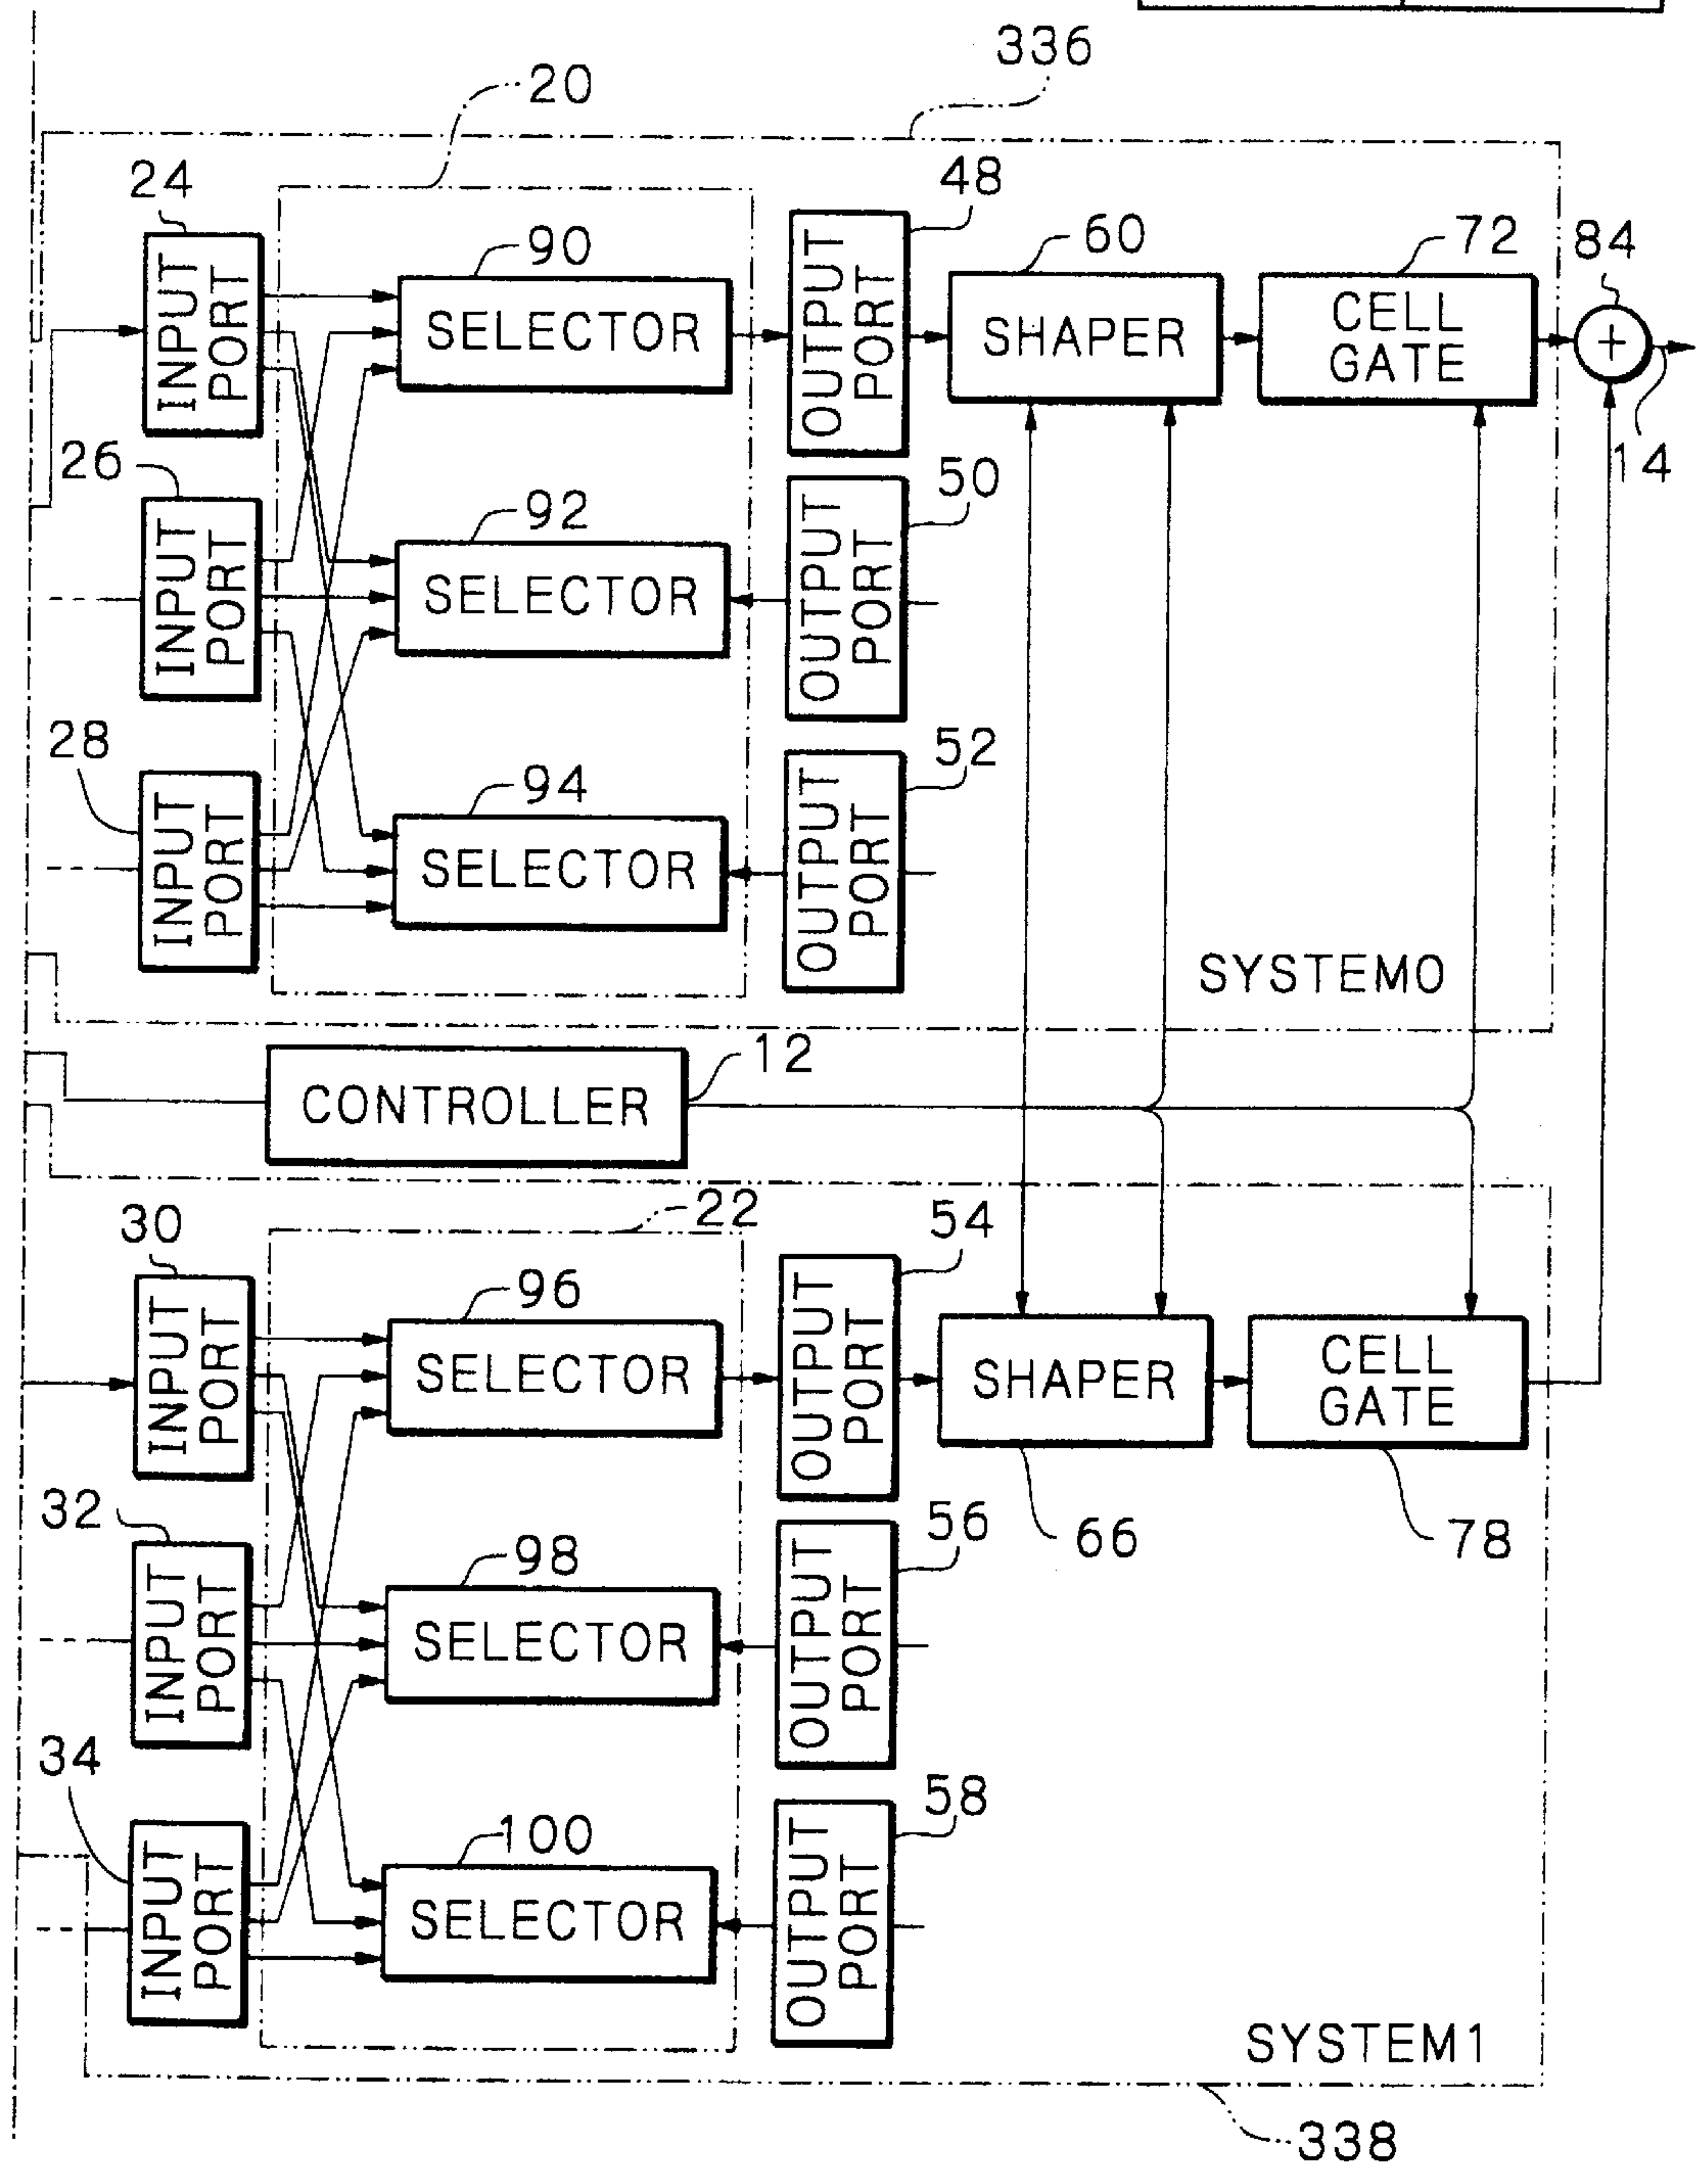 336
20
24
48
90
60
72
84
INPUT
PORT
SELECTOR
OUTPUT
PORT
SHAPER
CELL
GATE
+
14
26
92
50
INPUT
PORT
SELECTOR
OUTPUT
PORT
28
94
52
INPUT
PORT
SELECTOR
OUTPUT
PORT
SYSTEM0
12
CONTROLLER
22
30
96
54
INPUT
PORT
SELECTOR
OUTPUT
PORT
SHAPER
CELL
GATE
66
78
32
98
56
INPUT
PORT
SELECTOR
OUTPUT
PORT
34
100
58
INPUT
PORT
SELECTOR
OUTPUT
PORT
SYSTEM1
338